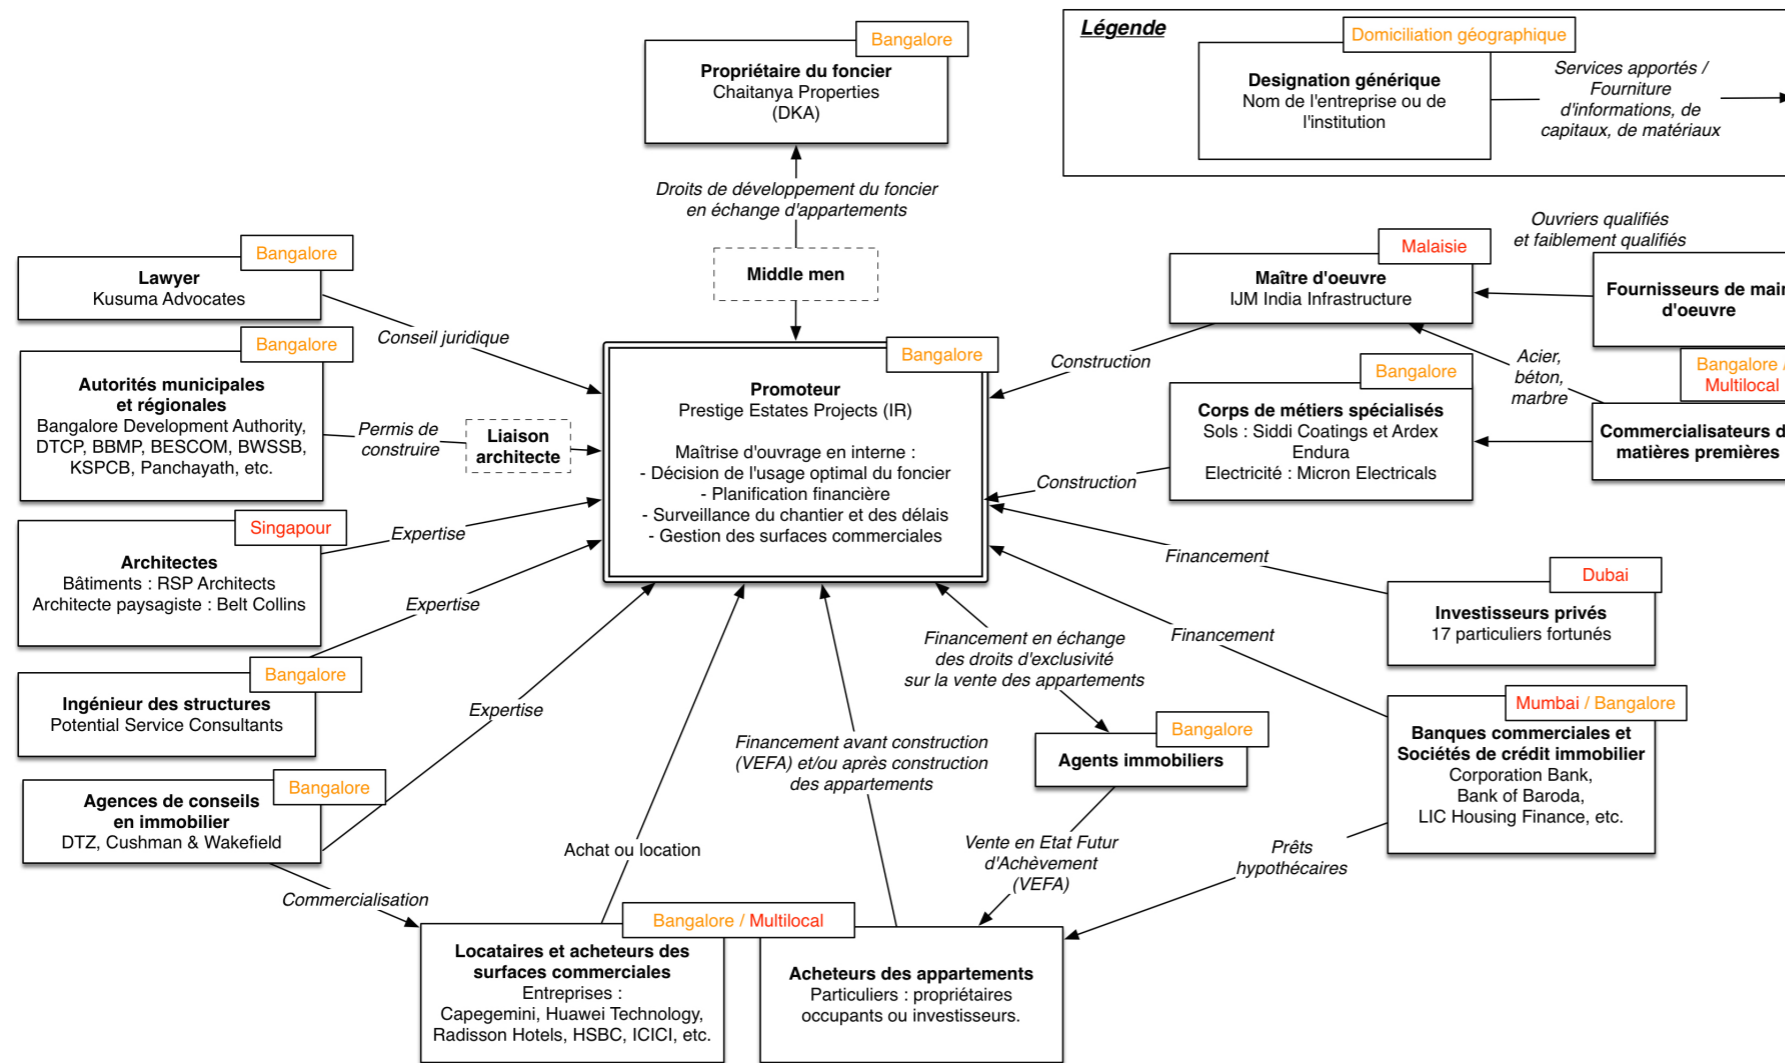 Légende
Domiciliation géographique
Designation générique
Nom de l'entreprise ou de
l'institution
Services apportés /
Fourniture
d'informations, de
capitaux, de matériaux
Bangalore
Propriétaire du foncier
Chaitanya Properties
(DKA)
Droits de développement du foncier
en échange d'appartements
Middle men
Bangalore
Lawyer
Kusuma Advocates
Conseil juridique
Bangalore
Autorités municipales
et régionales
Bangalore Development Authority,
DTCP, BBMP, BESCOM, BWSSB,
KSPCB, Panchayath, etc.
Permis de
construire
Liaison
architecte
Singapour
Architectes
Bâtiments : RSP Architects
Architecte paysagiste : Belt Collins
Expertise
Bangalore
Ingénieur des structures
Potential Service Consultants
Expertise
Bangalore
Agences de conseils
en immobilier
DTZ, Cushman & Wakefield
Expertise
Commercialisation
Bangalore
Promoteur
Prestige Estates Projects (IR)
Maîtrise d'ouvrage en interne :
- Décision de l'usage optimal du foncier
- Planification financière
- Surveillance du chantier et des délais
- Gestion des surfaces commerciales
Malaisie
Maître d'oeuvre
IJM India Infrastructure
Construction
Ouvriers qualifiés
et faiblement qualifiés
Fournisseurs de main
d'oeuvre
Acier,
béton,
marbre
Bangalore /
Multilocal
Commercialisateurs d
matières premières
Bangalore
Corps de métiers spécialisés
Sols : Siddi Coatings et Ardex
Endura
Electricité : Micron Electricals
Construction
Financement
Dubai
Investisseurs privés
17 particuliers fortunés
Financement
Mumbai / Bangalore
Banques commerciales et
Sociétés de crédit immobilier
Corporation Bank,
Bank of Baroda,
LIC Housing Finance, etc.
Prêts
hypothécaires
Financement en échange
des droits d'exclusivité
sur la vente des appartements
Bangalore
Agents immobiliers
Vente en Etat Futur
d'Achèvement
(VEFA)
Financement avant construction
(VEFA) et/ou après construction
des appartements
Achat ou location
Bangalore / Multilocal
Locataires et acheteurs des
surfaces commerciales
Entreprises :
Capegemini, Huawei Technology,
Radisson Hotels, HSBC, ICICI, etc.
Acheteurs des appartements
Particuliers : propriétaires
occupants ou investisseurs.